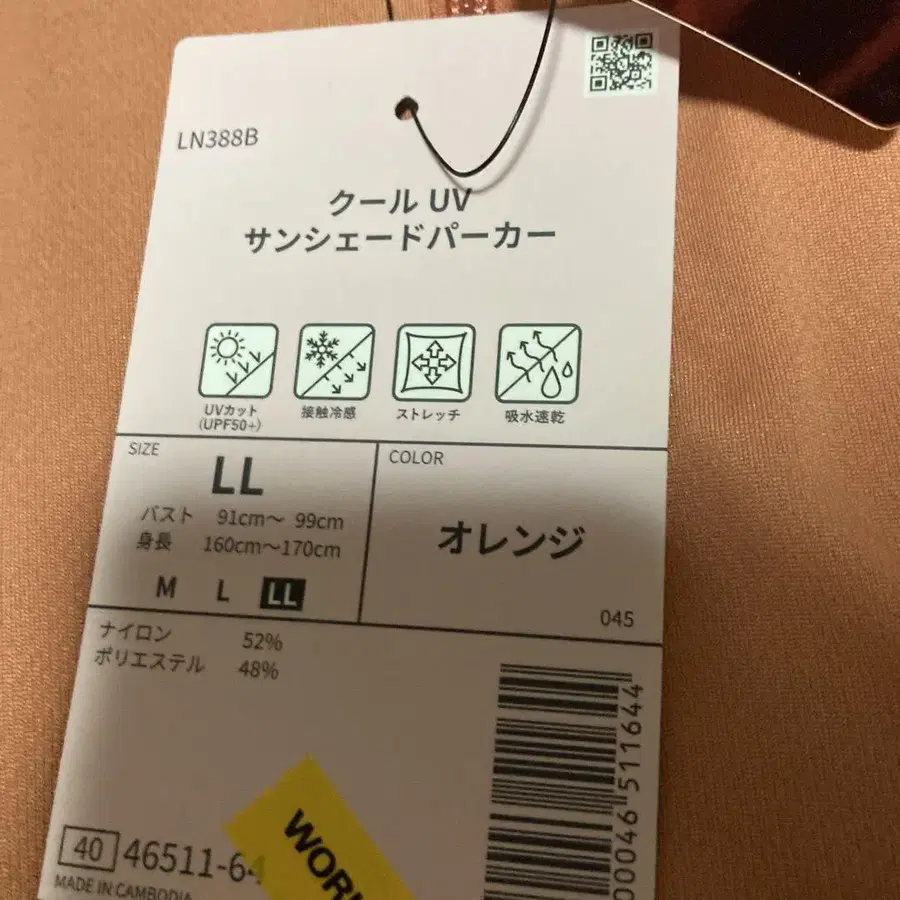 LN388B
クール UV
サンシェードパーカー
UVカット
(UPF50+)
接触冷感
ストレッチ
吸水速乾
SIZE
LL
バスト 91cm～ 99cm
身長 160cm～170cm
M L LL
COLOR
オレンジ
045
ナイロン 52%
ポリエステル 48%
40 46511-64
MADE IN CAMBODIA